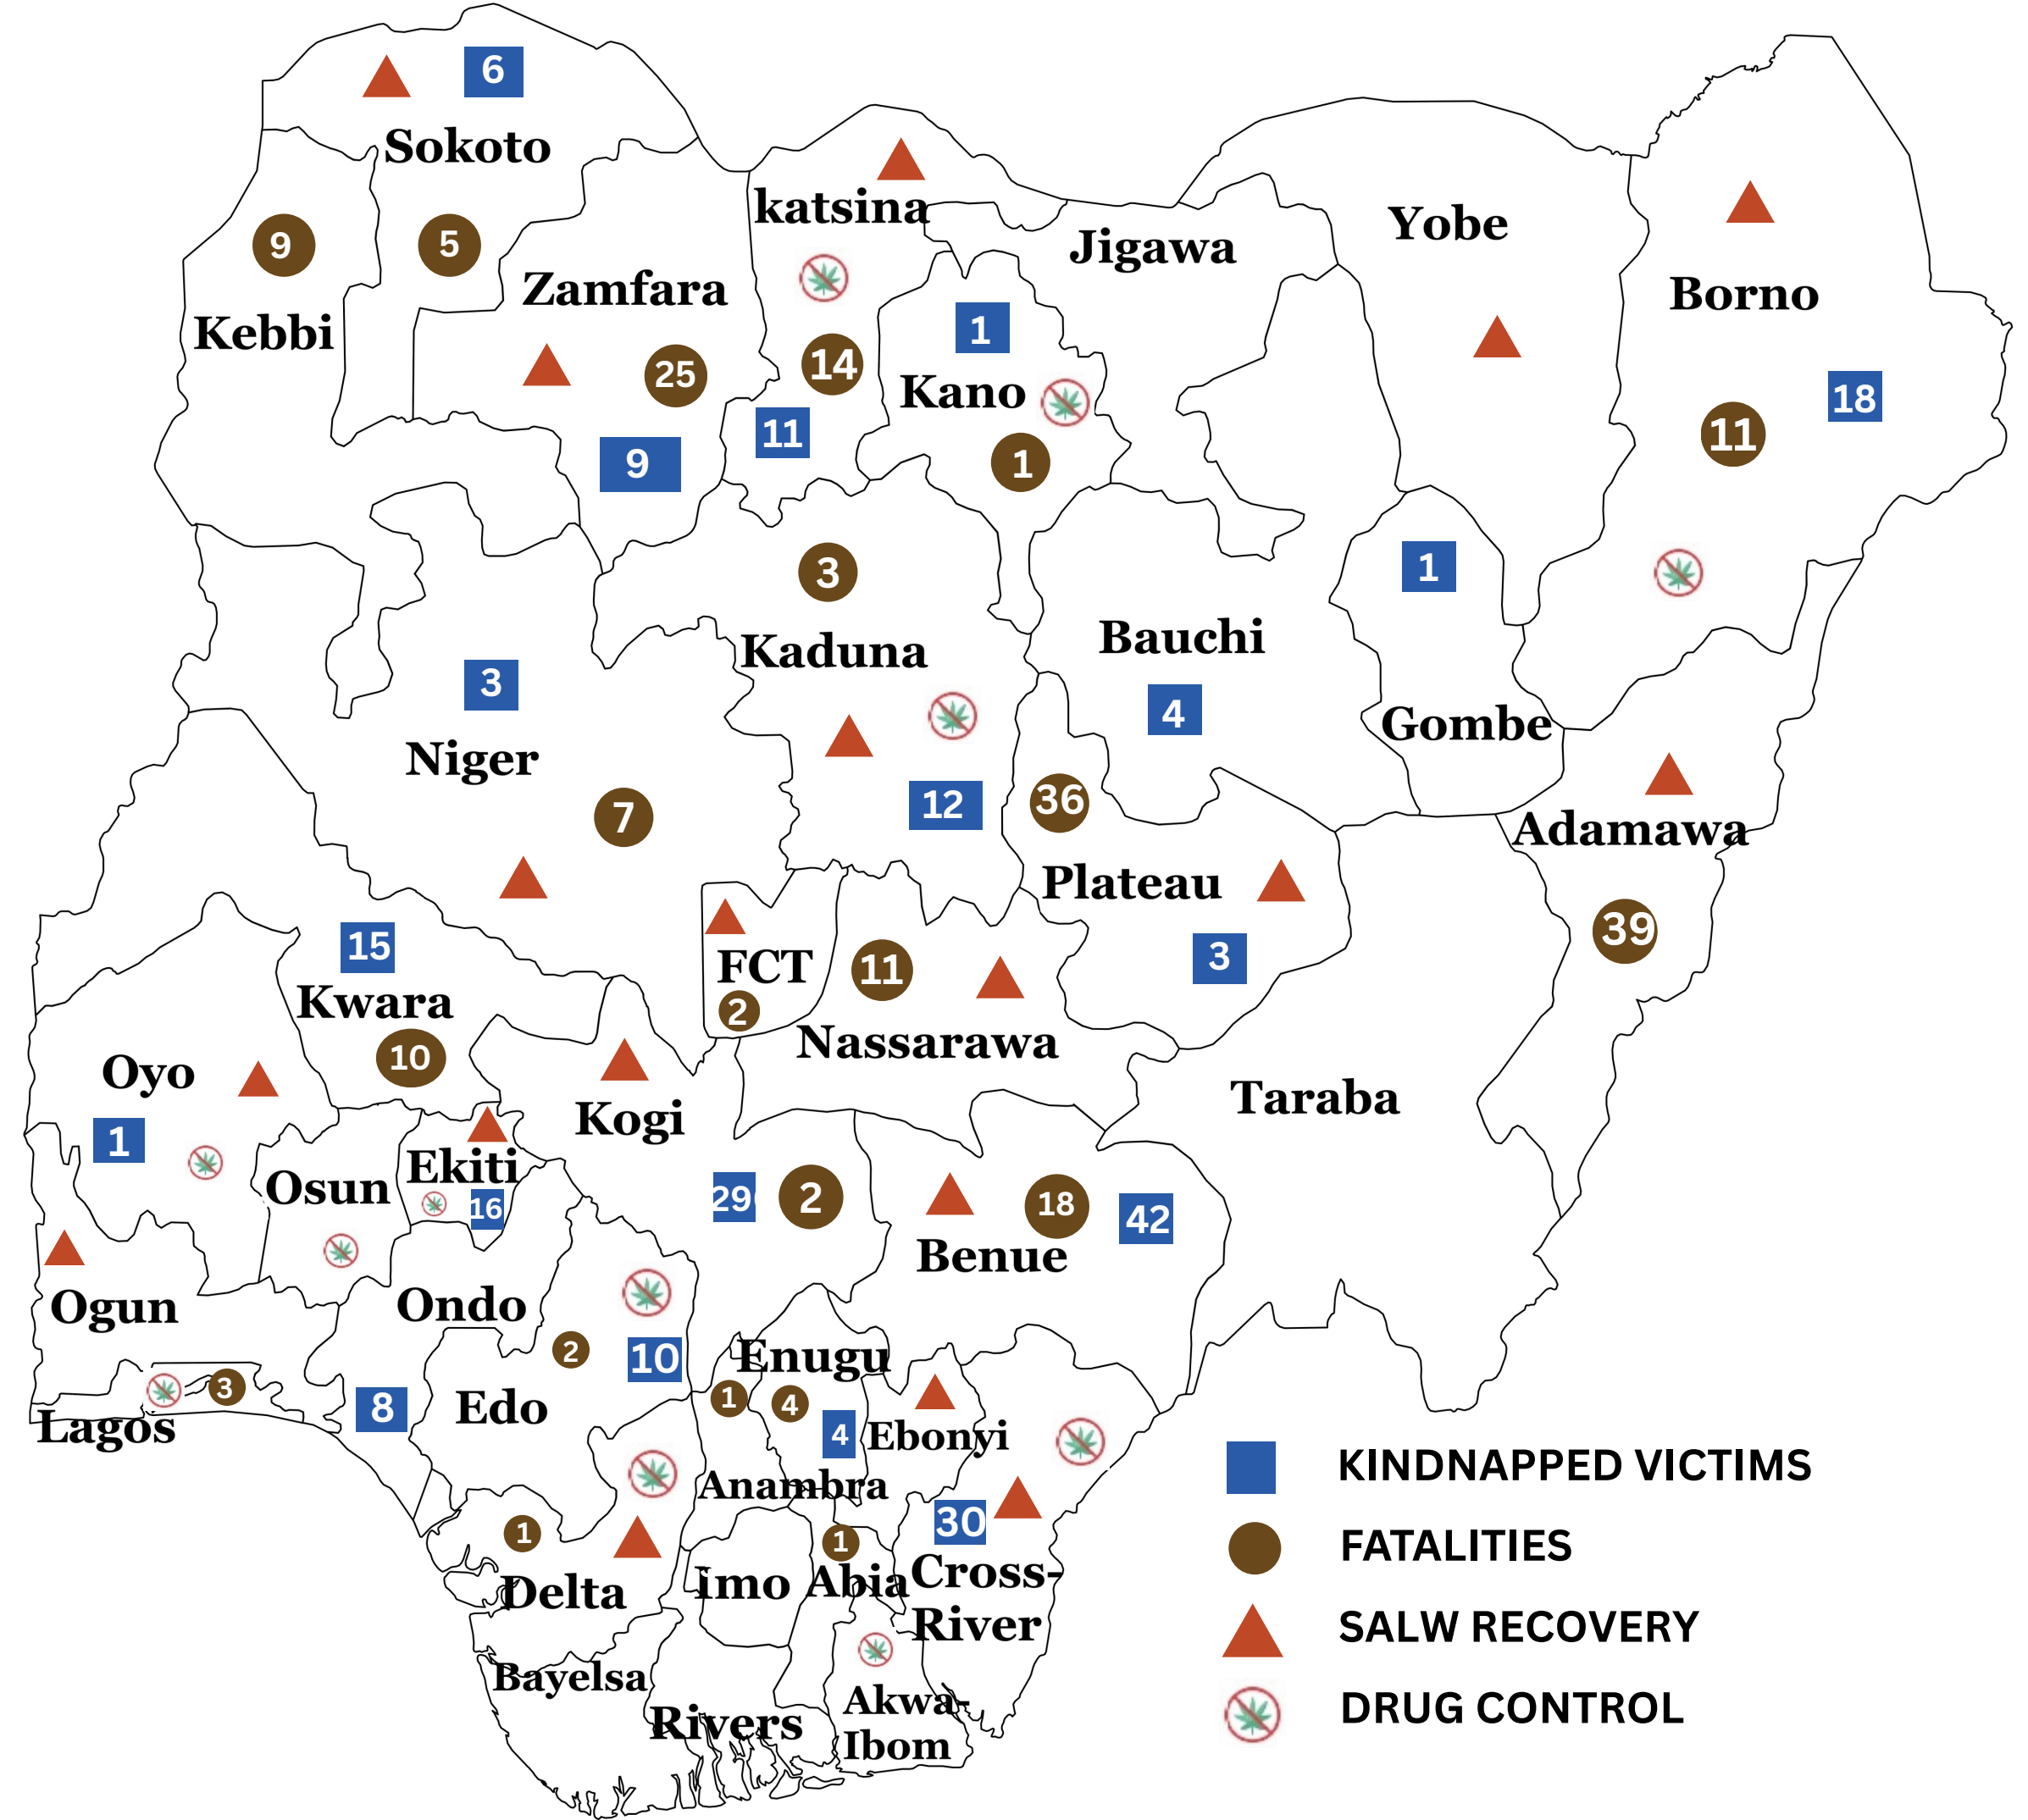 6
Sokoto
katsina
Yobe
Jigawa
9
5
Zamfara
Borno
Kebbi
1
14
25
Kano
18
11
11
9
1
3
1
Bauchi
Kaduna
3
4
Gombe
Niger
12
36
7
Adamawa
Plateau
39
15
FCT
11
3
Kwara
2
Nassarawa
10
Oyo
Taraba
Kogi
1
Ekiti
Osun
16
29
2
18
42
Benue
Ogun
Ondo
2
10
Enugu
3
1
4
8
Edo
Lagos
4
Ebonyi
Anambra
KINDNAPPED VICTIMS
30
1
1
FATALITIES
Delta
Imo
Abia
Cross-
River
SALW RECOVERY
Bayelsa
Akwa-
Ibom
Rivers
DRUG CONTROL